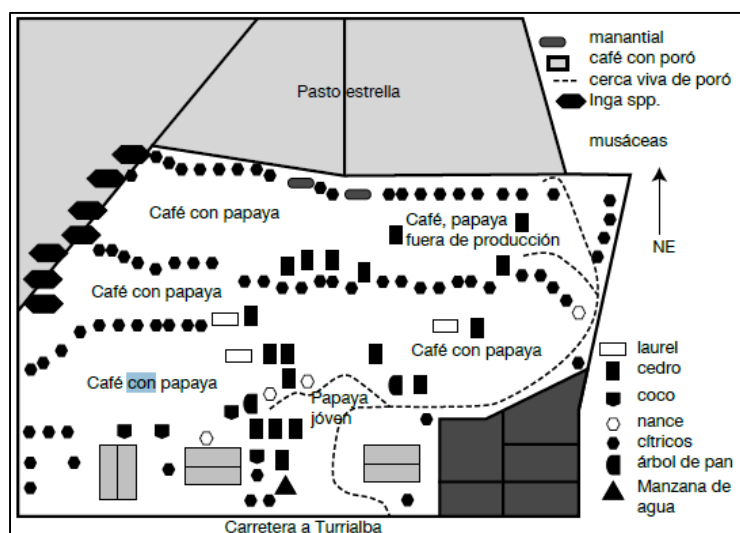 manantial
café con poró
cerca viva de poró
Inga spp.
musáceas
NE
Pasto estrella
Café con papaya
Café, papaya
fuera de producción
Café con papaya
Café con papaya
Café con papaya
Papaya
jóven
laurel
cedro
coco
nance
cítricos
árbol de pan
Manzana de
agua
Carretera a Turrialba